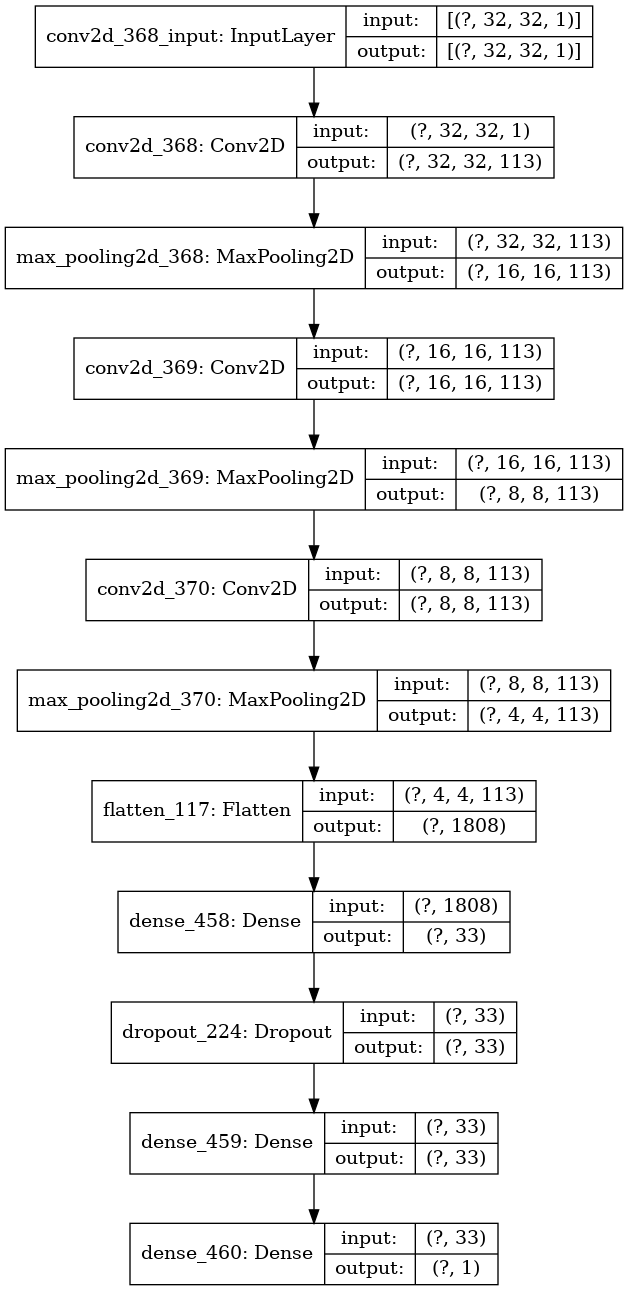 conv2d_368_input: InputLayer
input: [(?, 32, 32, 1)]
output: [(?, 32, 32, 1)]
conv2d_368: Conv2D
input: (?, 32, 32, 1)
output: (?, 32, 32, 113)
max_pooling2d_368: MaxPooling2D
input: (?, 32, 32, 113)
output: (?, 16, 16, 113)
conv2d_369: Conv2D
input: (?, 16, 16, 113)
output: (?, 16, 16, 113)
max_pooling2d_369: MaxPooling2D
input: (?, 16, 16, 113)
output: (?, 8, 8, 113)
conv2d_370: Conv2D
input: (?, 8, 8, 113)
output: (?, 8, 8, 113)
max_pooling2d_370: MaxPooling2D
input: (?, 8, 8, 113)
output: (?, 4, 4, 113)
flatten_117: Flatten
input: (?, 4, 4, 113)
output: (?, 1808)
dense_458: Dense
input: (?, 1808)
output: (?, 33)
dropout_224: Dropout
input: (?, 33)
output: (?, 33)
dense_459: Dense
input: (?, 33)
output: (?, 33)
dense_460: Dense
input: (?, 33)
output: (?, 1)